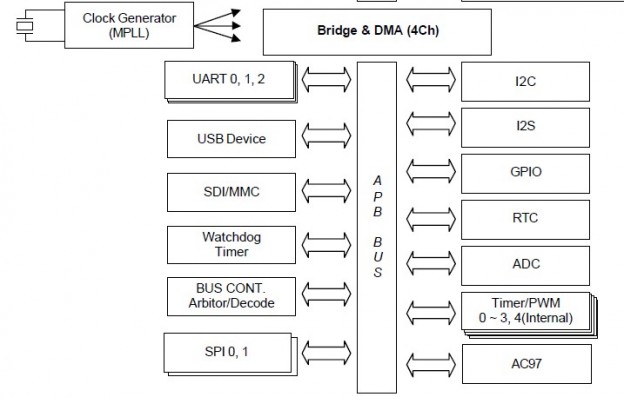 Clock Generator
(MPLL)
Bridge & DMA (4Ch)
UART 0, 1, 2
USB Device
SDI/MMC
Watchdog
Timer
BUS CONT.
Arbitor/Decode
SPI 0, 1
A
P
B
B
U
S
I2C
I2S
GPIO
RTC
ADC
Timer/PWM
0 ~ 3, 4(Internal)
AC97